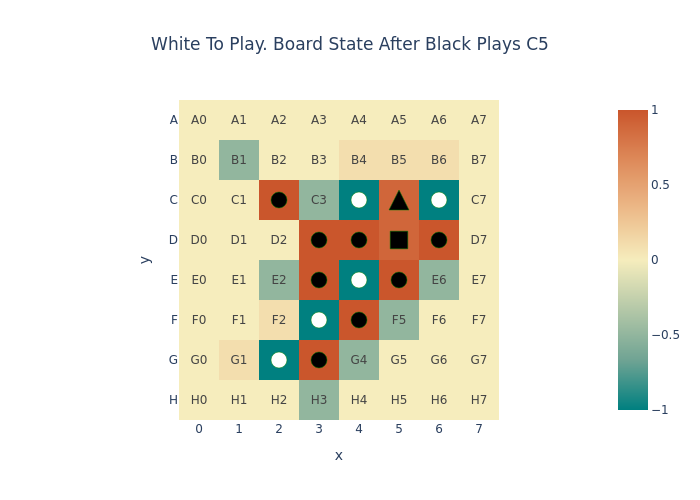 White To Play. Board State After Black Plays C5
A A0 A1 A2 A3 A4 A5 A6 A7
B B0 B1 B2 B3 B4 B5 B6 B7
C C0 C1 C3 C7
D D0 D1 D2 D7
E E0 E1 E2 E6 E7
F F0 F1 F2 F5 F6 F7
G G0 G1 G4 G5 G6 G7
H H0 H1 H2 H3 H4 H5 H6 H7
0 1 2 3 4 5 6 7
x
y
1
0.5
0
−0.5
−1